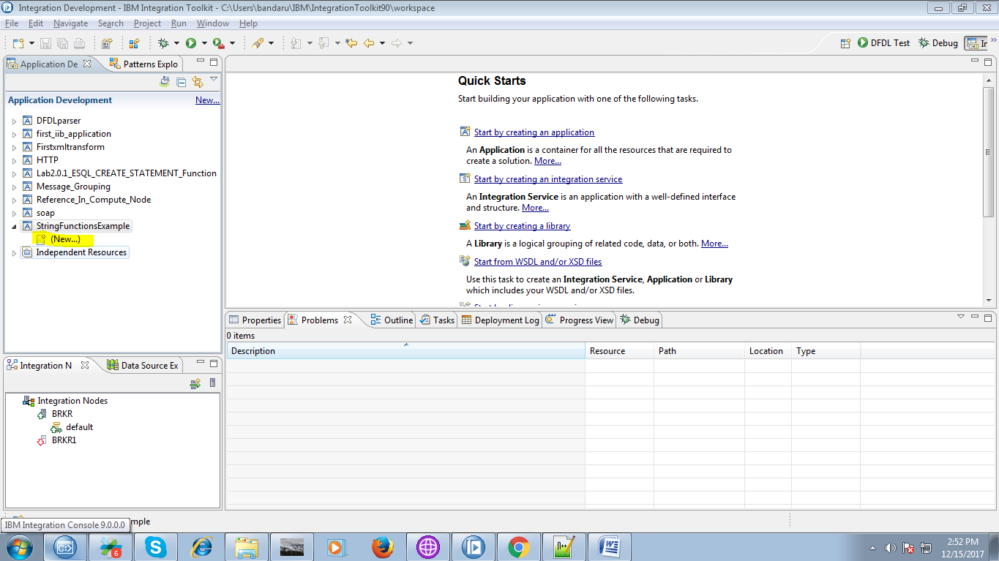 Integration Development - IBM Integration Toolkit - C:\Users\bandaru\IBM\IntegrationToolkit90\workspace
File Edit Navigate Search Project Run Window Help
DFDL Test Debug In
Application De Patterns Explo
Application Development New...
DFDLparser
first_iib_application
Firstxmltransform
HTTP
Lab2.0.1_ESQL_CREATE_STATEMENT_Function
Message_Grouping
Reference_In_Compute_Node
soap
StringFunctionsExample
(New...)
Independent Resources
Quick Starts
Start building your application with one of the following tasks.
Start by creating an application
An Application is a container for all the resources that are required to
create a solution. More...
Start by creating an integration service
An Integration Service is an application with a well-defined interface
and structure. More...
Start by creating a library
A Library is a logical grouping of related code, data, or both. More...
Start from WSDL and/or XSD files
Use this task to create an Integration Service, Application or Library
which includes your WSDL and/or XSD files.
Properties Problems Outline Tasks Deployment Log Progress View Debug
0 items
Description Resource Path Location Type
Integration N Data Source Ex
Integration Nodes
BRKR
default
BRKR1
mple
IBM Integration Console 9.0.0.0
6
2:52 PM
12/15/2017